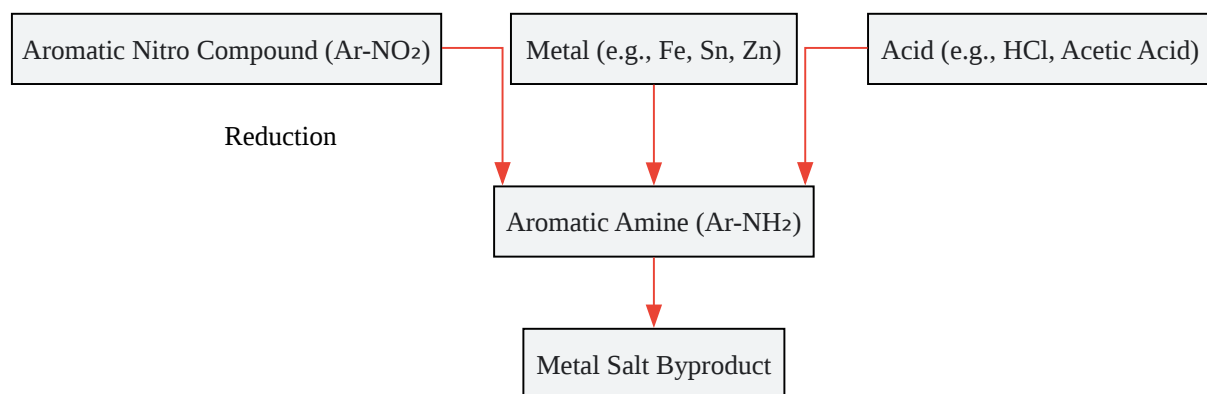 Aromatic Nitro Compound (Ar-NO₂)
Metal (e.g., Fe, Sn, Zn)
Acid (e.g., HCl, Acetic Acid)
Reduction
Aromatic Amine (Ar-NH₂)
Metal Salt Byproduct